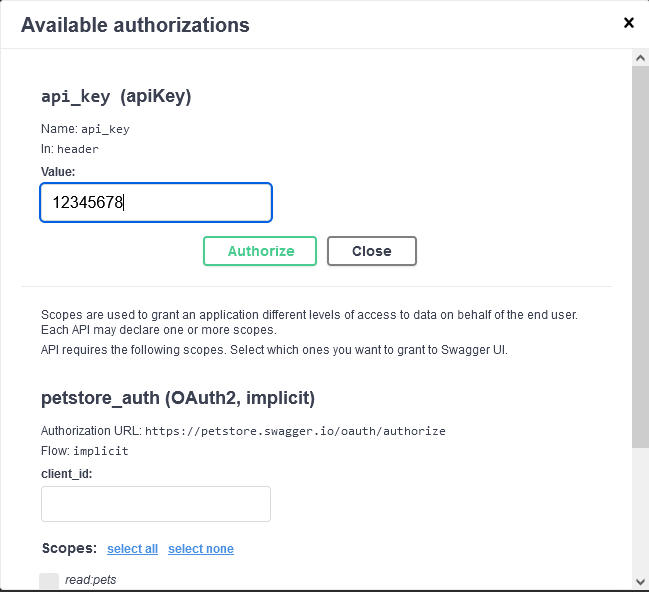 Available authorizations
api_key (apiKey)
Name: api_key
In: header
Value:
12345678
Authorize Close
Scopes are used to grant an application different levels of access to data on behalf of the end user.
Each API may declare one or more scopes.
API requires the following scopes. Select which ones you want to grant to Swagger UI.
petstore_auth (OAuth2, implicit)
Authorization URL: https://petstore.swagger.io/oauth/authorize
Flow: implicit
client_id:
Scopes: select all select none
read:pets